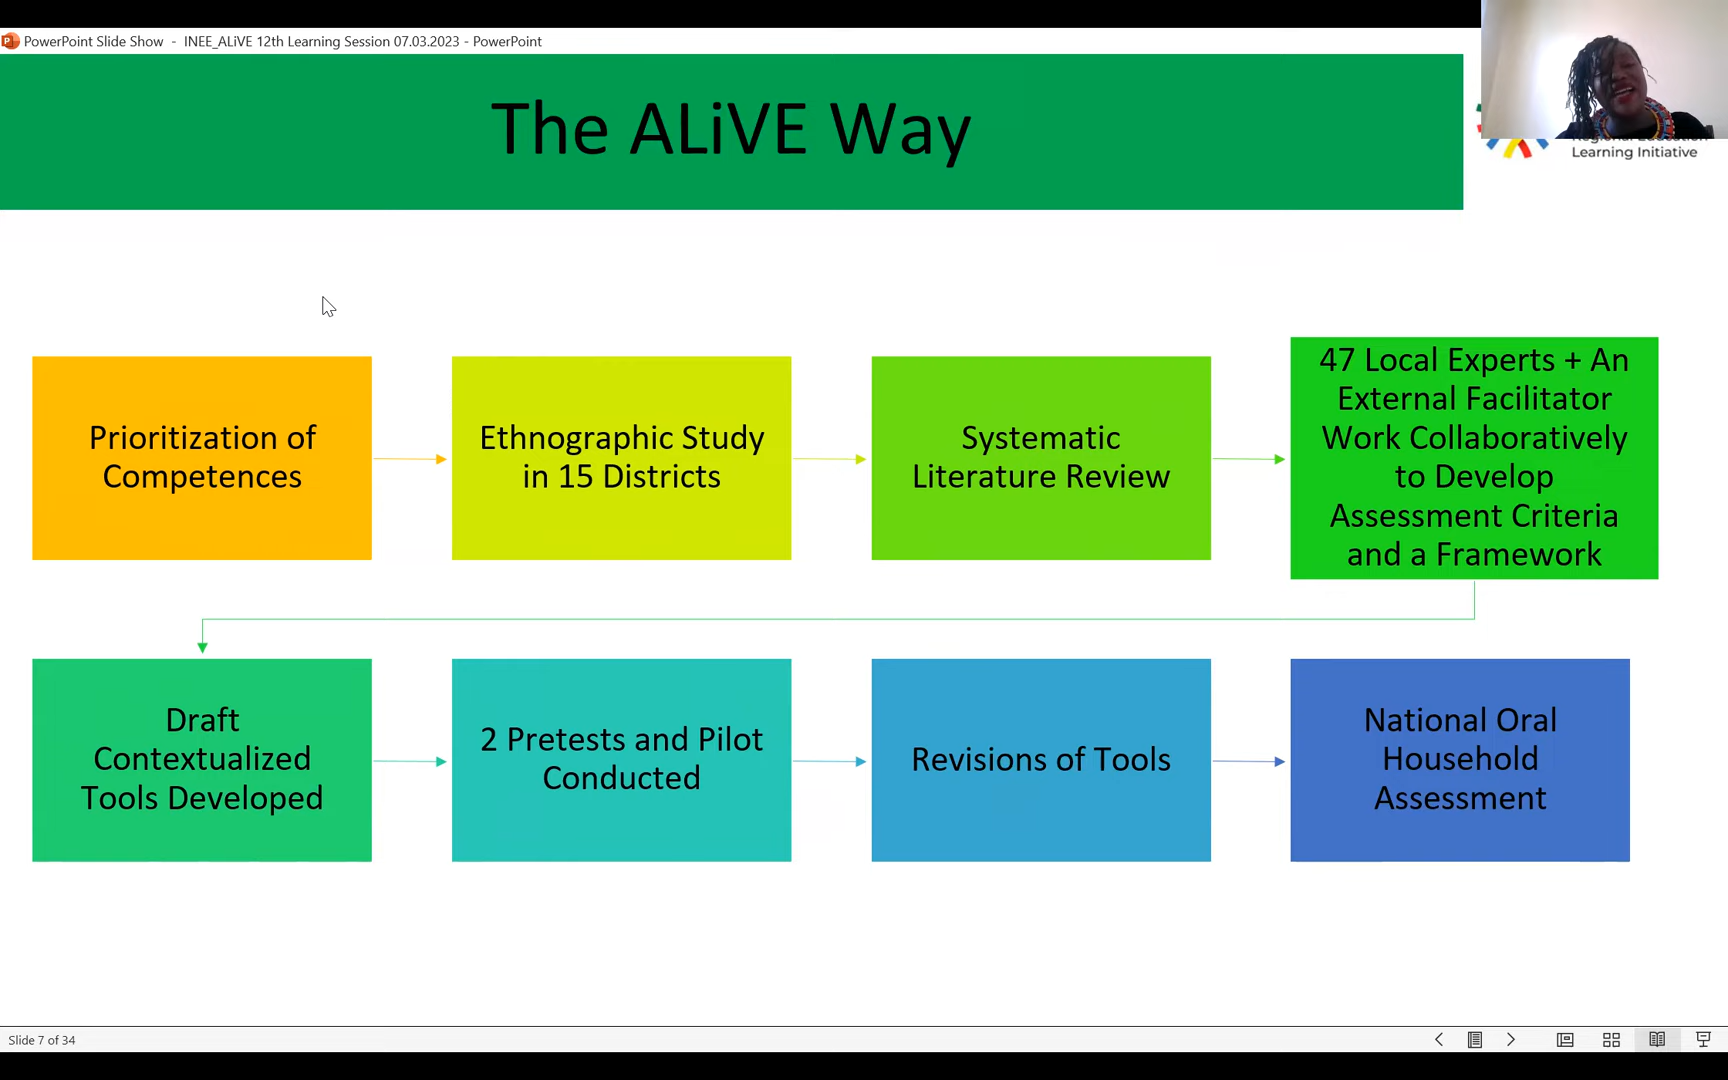 PowerPoint Slide Show - INEE_ALiVE 12th Learning Session 07.03.2023 - PowerPoint
The ALiVE Way
Learning Initiative
Prioritization of
Competences
Ethnographic Study
in 15 Districts
Systematic
Literature Review
47 Local Experts + An
External Facilitator
Work Collaboratively
to Develop
Assessment Criteria
and a Framework
Draft
Contextualized
Tools Developed
2 Pretests and Pilot
Conducted
Revisions of Tools
National Oral
Household
Assessment
Slide 7 of 34